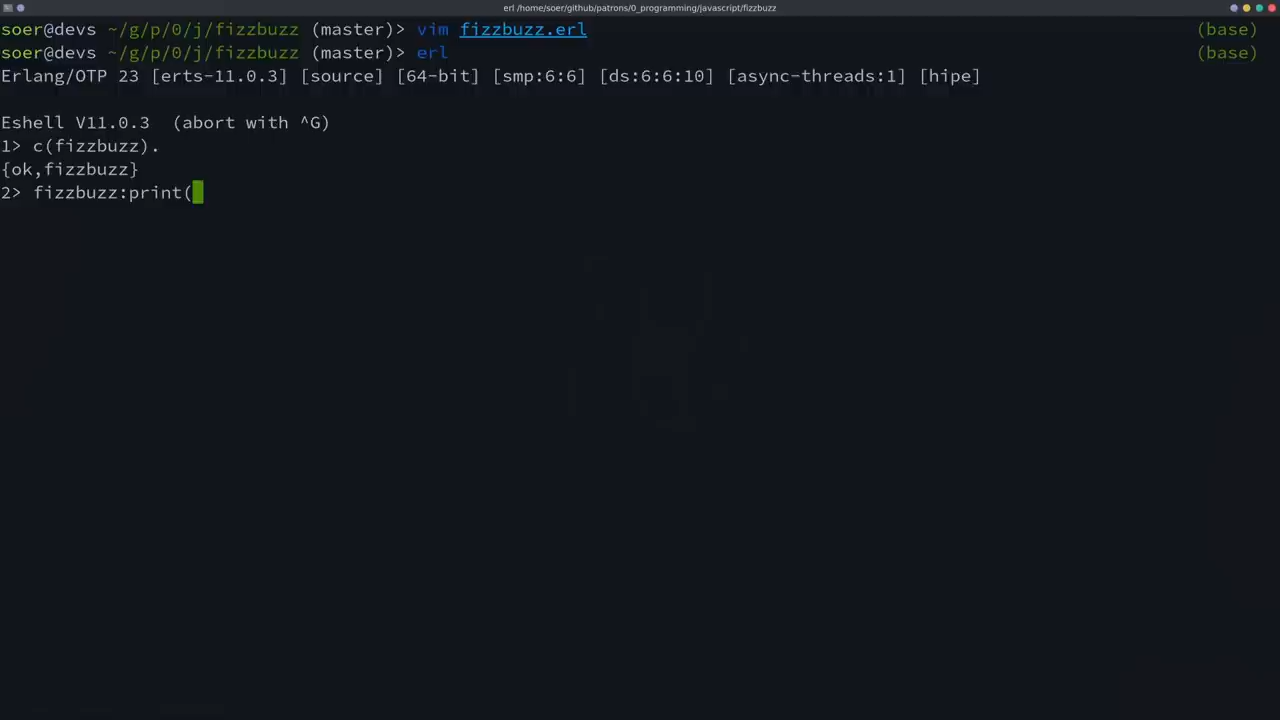 erl /home/soer/github/patrons/0_programming/javascript/fizzbuzz
soer@devs ~/g/p/0/j/fizzbuzz (master)> vim fizzbuzz.erl (base)
soer@devs ~/g/p/0/j/fizzbuzz (master)> erl (base)
Erlang/OTP 23 [erts-11.0.3] [source] [64-bit] [smp:6:6] [ds:6:6:10] [async-threads:1] [hipe]
Eshell V11.0.3  (abort with ^G)
1> c(fizzbuzz).
{ok,fizzbuzz}
2> fizzbuzz:print(